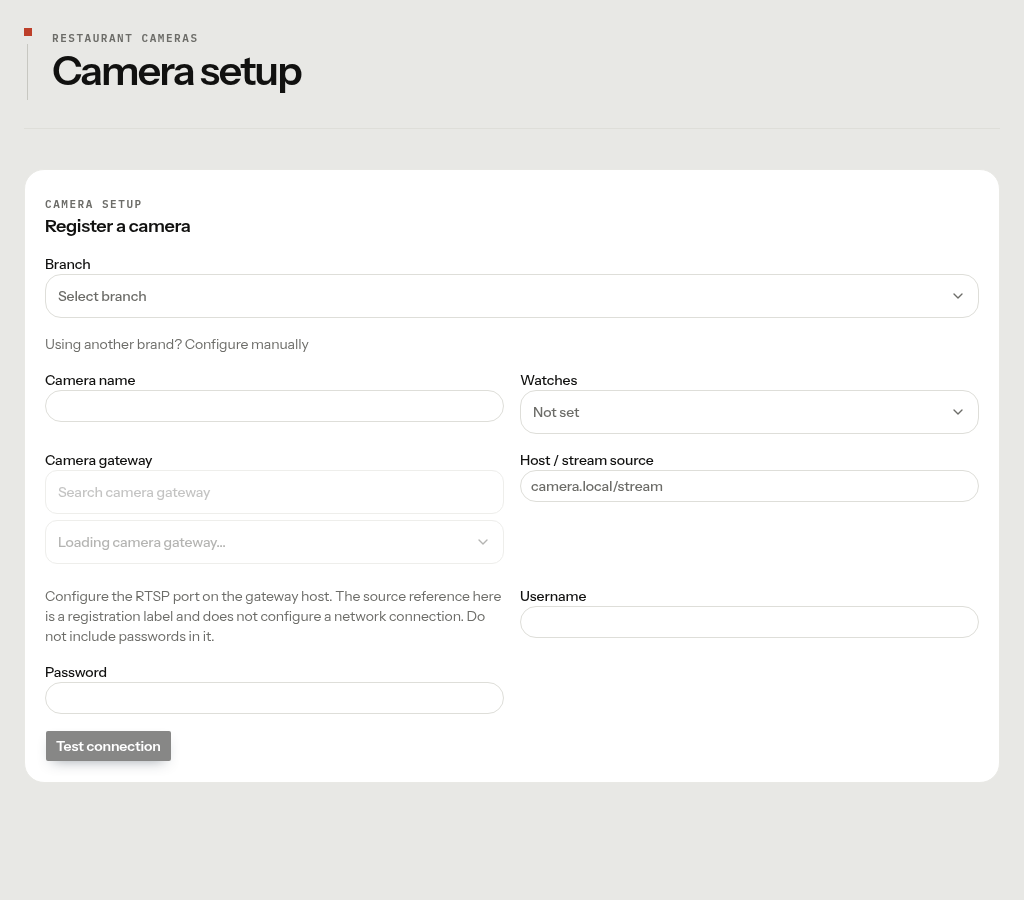 RESTAURANT CAMERAS
Camera setup
CAMERA SETUP
Register a camera
Branch
Select branch
Using another brand? Configure manually
Camera name
Watches
Not set
Camera gateway
Search camera gateway
Loading camera gateway...
Host / stream source
camera.local/stream
Configure the RTSP port on the gateway host. The source reference here
is a registration label and does not configure a network connection. Do
not include passwords in it.
Username
Password
Test connection